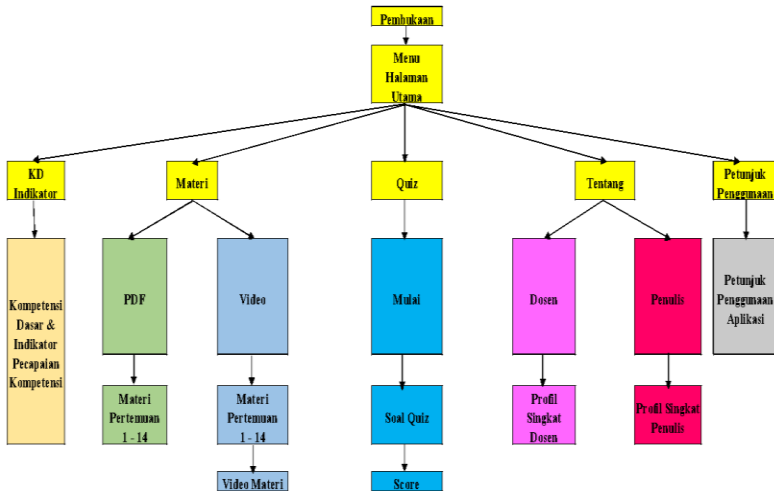 Pembukaan
Menu
Halaman
Utama
KD
Indikator
Materi
Quiz
Tentang
Petunjuk
Penggunaan
Kompetensi
Dasar &
Indikator
Pecapaian
Kompetensi
PDF
Video
Mulai
Dosen
Penulis
Petunjuk
Penggunaan
Aplikasi
Materi
Pertemuan
1 - 14
Materi
Pertemuan
1 - 14
Soal Quiz
Profil
Singkat
Dosen
Profil Singkat
Penulis
Video Materi
Score